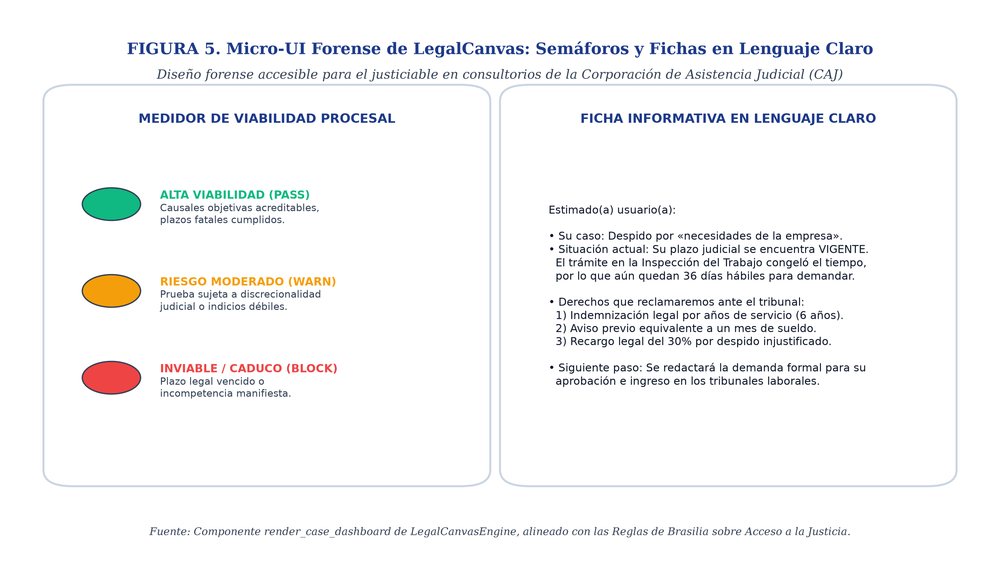 FIGURA 5. Micro-UI Forense de LegalCanvas: Semáforos y Fichas en Lenguaje Claro
Diseño forense accesible para el justiciable en consultorios de la Corporación de Asistencia Judicial (CAJ)
MEDIDOR DE VIABILIDAD PROCESAL
ALTA VIABILIDAD (PASS)
Causales objetivas acreditables,
plazos fatales cumplidos.
RIESGO MODERADO (WARN)
Prueba sujeta a discrecionalidad
judicial o indicios débiles.
INVIABLE / CADUCO (BLOCK)
Plazo legal vencido o
incompetencia manifiesta.
FICHA INFORMATIVA EN LENGUAJE CLARO
Estimado(a) usuario(a):
• Su caso: Despido por «necesidades de la empresa».
• Situación actual: Su plazo judicial se encuentra VIGENTE.
El trámite en la Inspección del Trabajo congeló el tiempo,
por lo que aún quedan 36 días hábiles para demandar.
• Derechos que reclamaremos ante el tribunal:
1) Indemnización legal por años de servicio (6 años).
2) Aviso previo equivalente a un mes de sueldo.
3) Recargo legal del 30% por despido injustificado.
• Siguiente paso: Se redactará la demanda formal para su
aprobación e ingreso en los tribunales laborales.
Fuente: Componente render_case_dashboard de LegalCanvasEngine, alineado con las Reglas de Brasilia sobre Acceso a la Justicia.